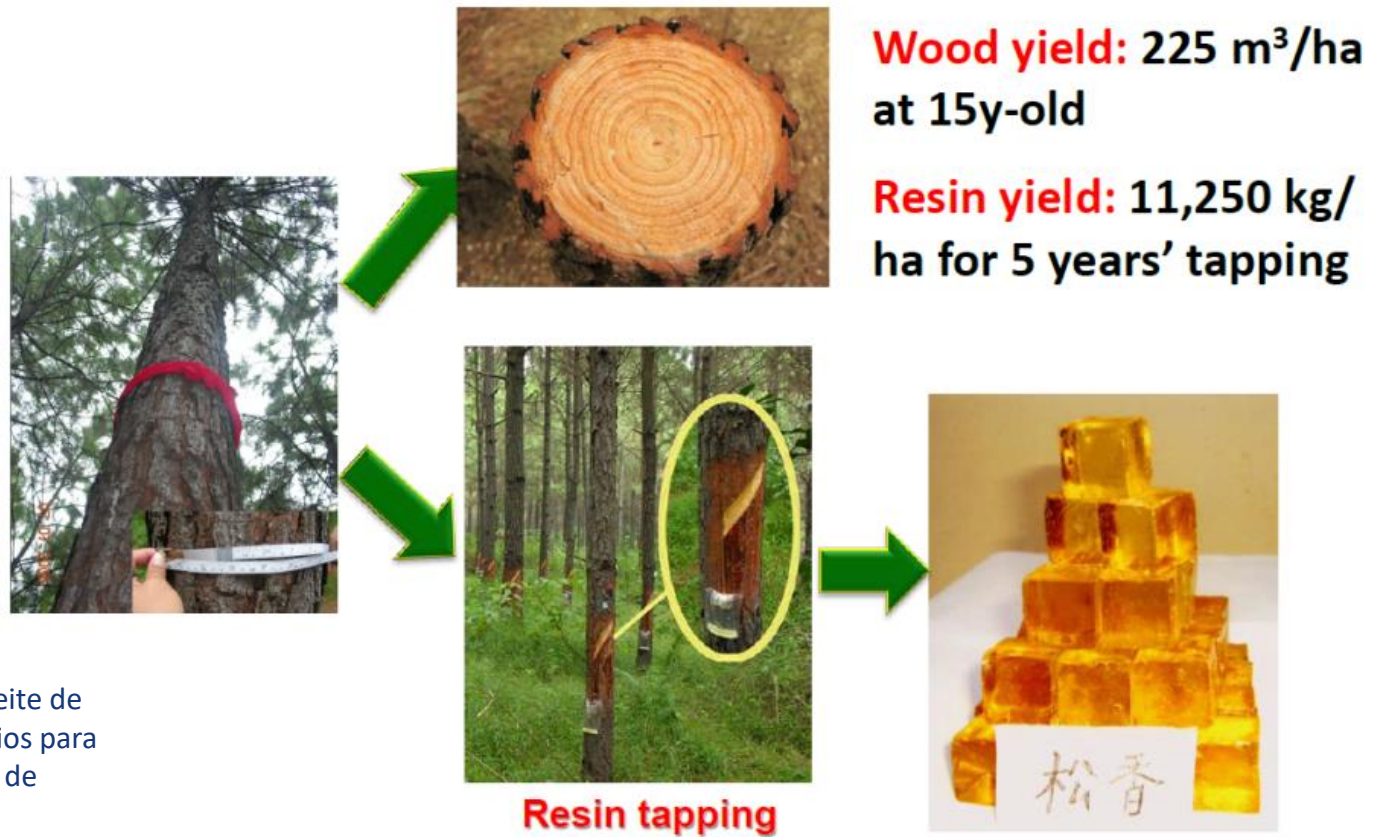 Wood yield: 225 m³/ha
at 15y-old
Resin yield: 11,250 kg/
ha for 5 years’ tapping
eite de
ios para
de
Resin tapping
松香